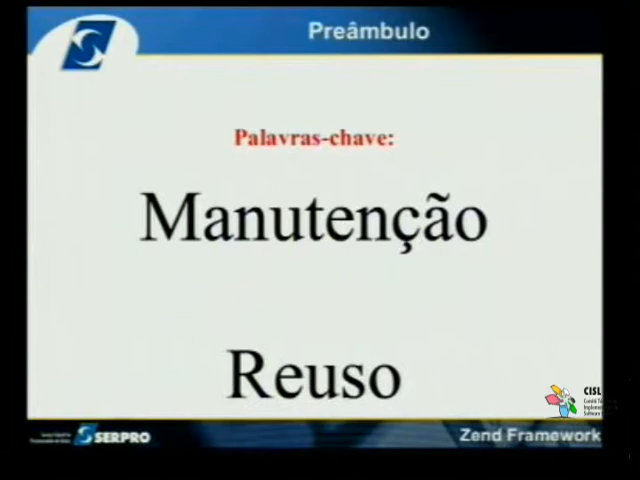 Preâmbulo
Palavras-chave:
Manutenção
Reuso
CISL
SERPRO
Zend Framework